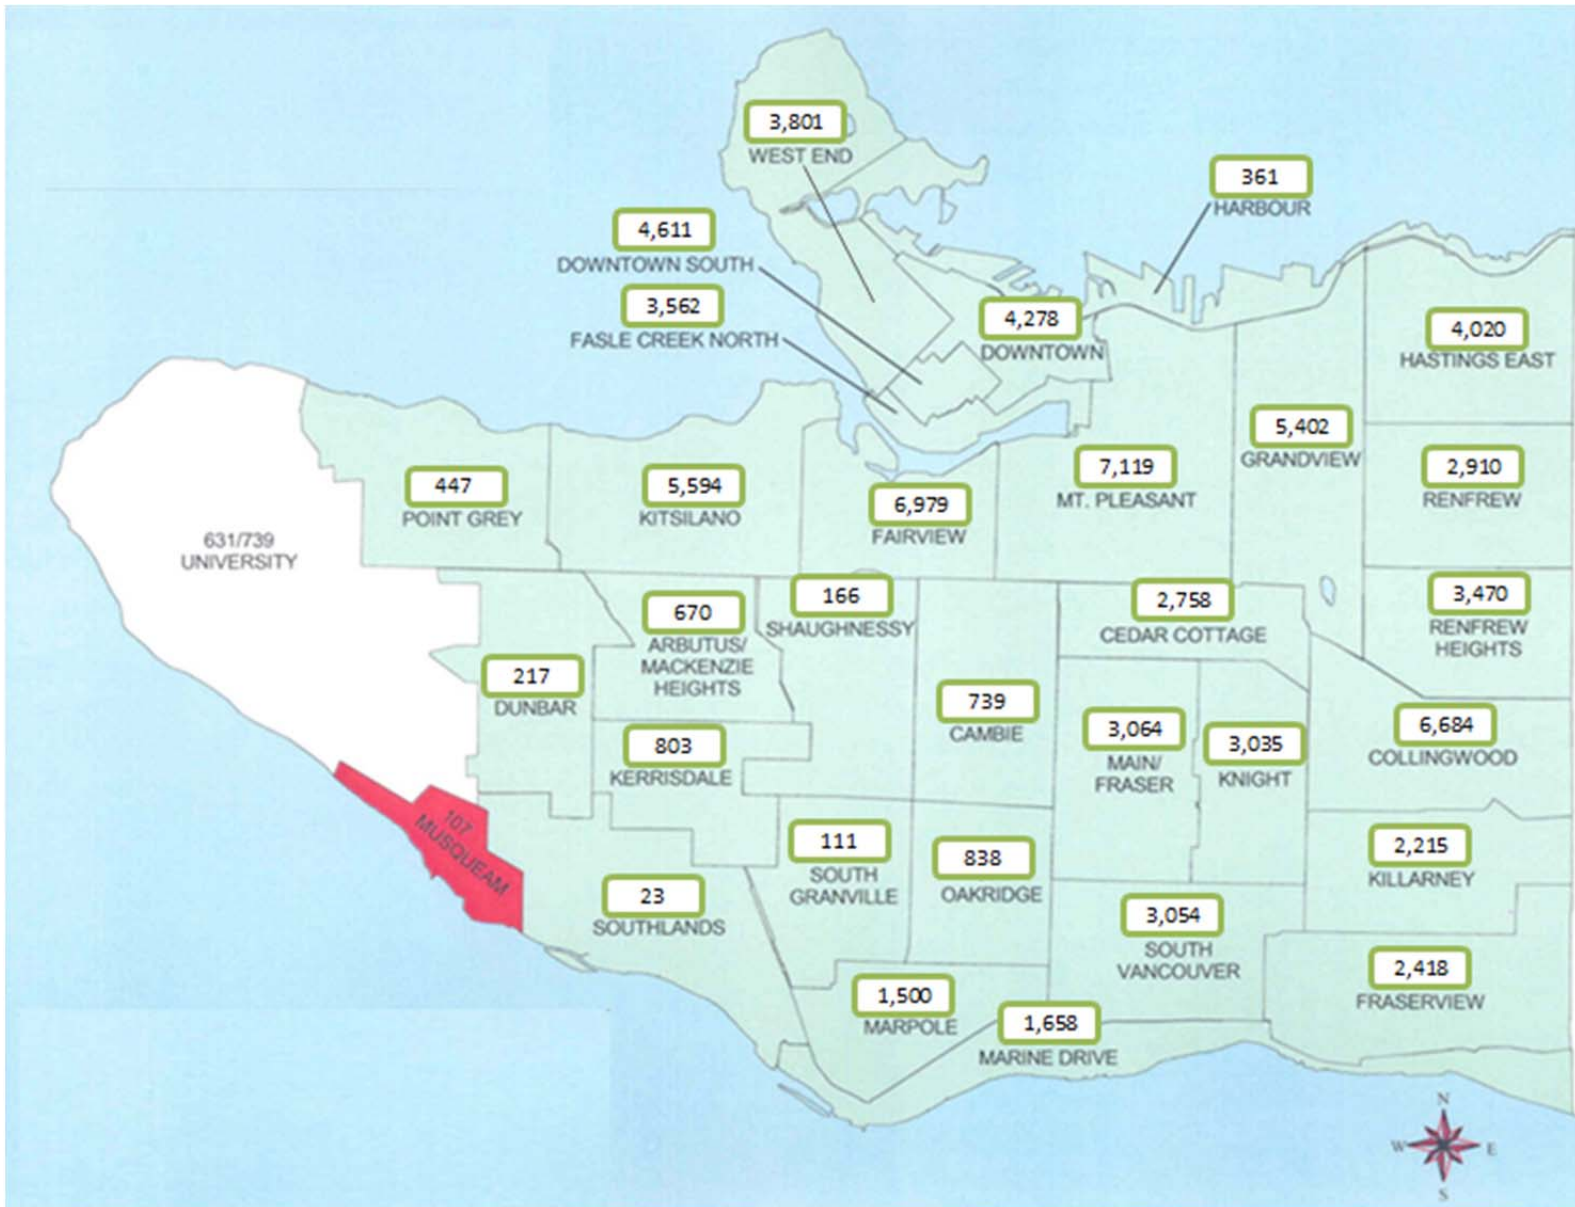 3,801
WEST END
361
HARBOUR
4,611
DOWNTOWN SOUTH
3,562
FASLE CREEK NORTH
4,278
DOWNTOWN
4,020
HASTINGS EAST
5,402
GRANDVIEW
447
POINT GREY
5,594
KITSILANO
6,979
FAIRVIEW
7,119
MT. PLEASANT
2,910
RENFREW
631/739
UNIVERSITY
670
ARBUTUS/
MACKENZIE
HEIGHTS
166
SHAUGHNESSY
2,758
CEDAR COTTAGE
3,470
RENFREW
HEIGHTS
217
DUNBAR
739
CAMBIE
3,064
MAIN/
FRASER
3,035
KNIGHT
6,684
COLLINGWOOD
803
KERRISDALE
107
MUSQUEAM
111
SOUTH
GRANVILLE
838
OAKRIDGE
2,215
KILLARNEY
23
SOUTHLANDS
3,054
SOUTH
VANCOUVER
2,418
FRASERVIEW
1,500
MARPOLE
1,658
MARINE DRIVE
N
W
E
S